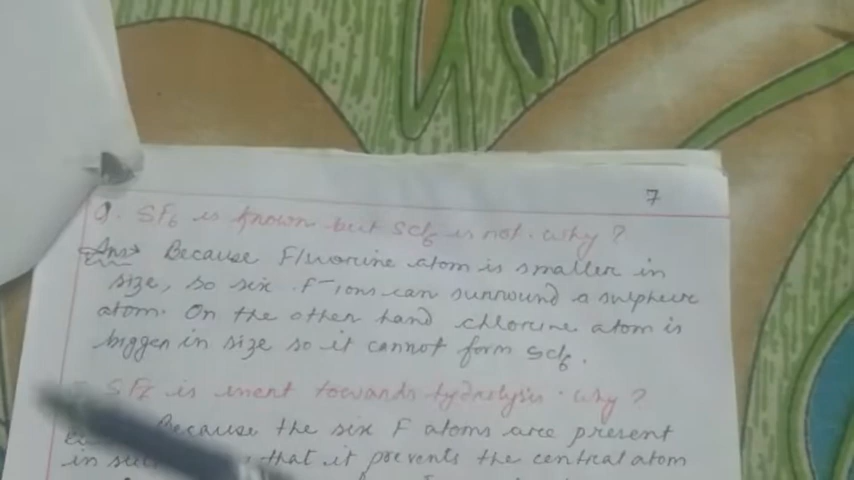 7
Q. SF6 is known but SCl6 is not. Why?
Ans→ Because Fluorine atom is smaller in
size, so six F⁻ ions can surround a sulpheur
atom. On the other hand chlorine atom is
bigger in size so it cannot form SCl6.
SF6 is inert towards hydrolysis. Why?
Because the six F atoms are present
in that it prevents the central atom